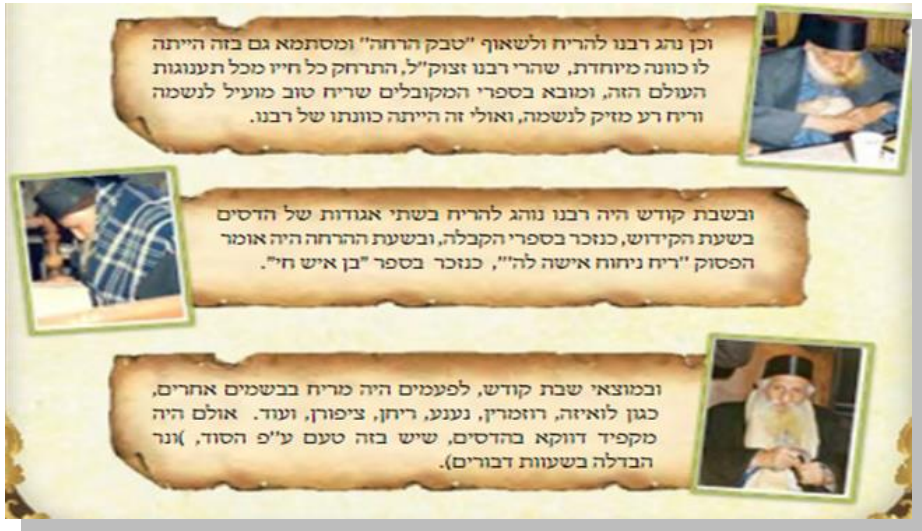 וכן נהג רבנו להריח ולשאוף "טבק הרחה" ומסתמא גם בזה הייתה
לו כוונה מיוחדת, שהרי רבנו זצוק"ל, התרחק כל חייו מכל תענוגות
העולם הזה, ומובא בספרי המקובלים שריח טוב מועיל לנשמה
וריח רע מזיק לנשמה, ואולי זה הייתה כוונתו של רבנו.
ובשבת קודש היה רבנו נוהג להריח בשתי אגודות של הדסים
בשעת הקידוש, כנזכר בספרי הקבלה, ובשעת ההרחה היה אומר
הפסוק "ריח ניחוח אישה לה'", כנזכר בספר "בן איש חי".
ובמוצאי שבת קודש, לפעמים היה מריח בבשמים אחרים,
כגון לואיזה, רוזמרין, נענע, ריחן, ציפורן, ועוד. אולם היה
מקפיד דווקא בהדסים, שיש בזה טעם ע"פ הסוד, )ונר
הבדלה בשעוות דבורים).